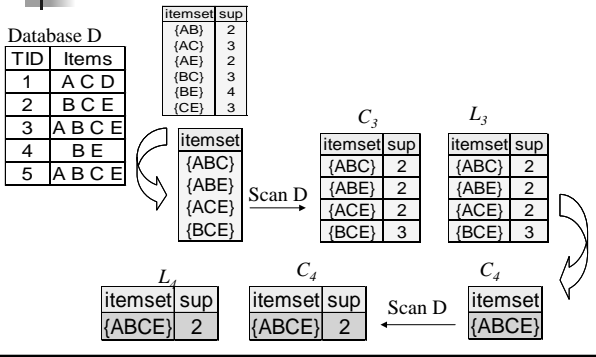 Database D
TID Items
1 A C D
2 B C E
3 A B C E
4 B E
5 A B C E
itemset sup
{AB} 2
{AC} 3
{AE} 2
{BC} 3
{BE} 4
{CE} 3
itemset
{ABC}
{ABE}
{ACE}
{BCE}
Scan D
C3
itemset sup
{ABC} 2
{ABE} 2
{ACE} 2
{BCE} 3
L3
itemset sup
{ABC} 2
{ABE} 2
{ACE} 2
{BCE} 3
L4
itemset sup
{ABCE} 2
C4
itemset sup
{ABCE} 2
Scan D
C4
itemset
{ABCE}